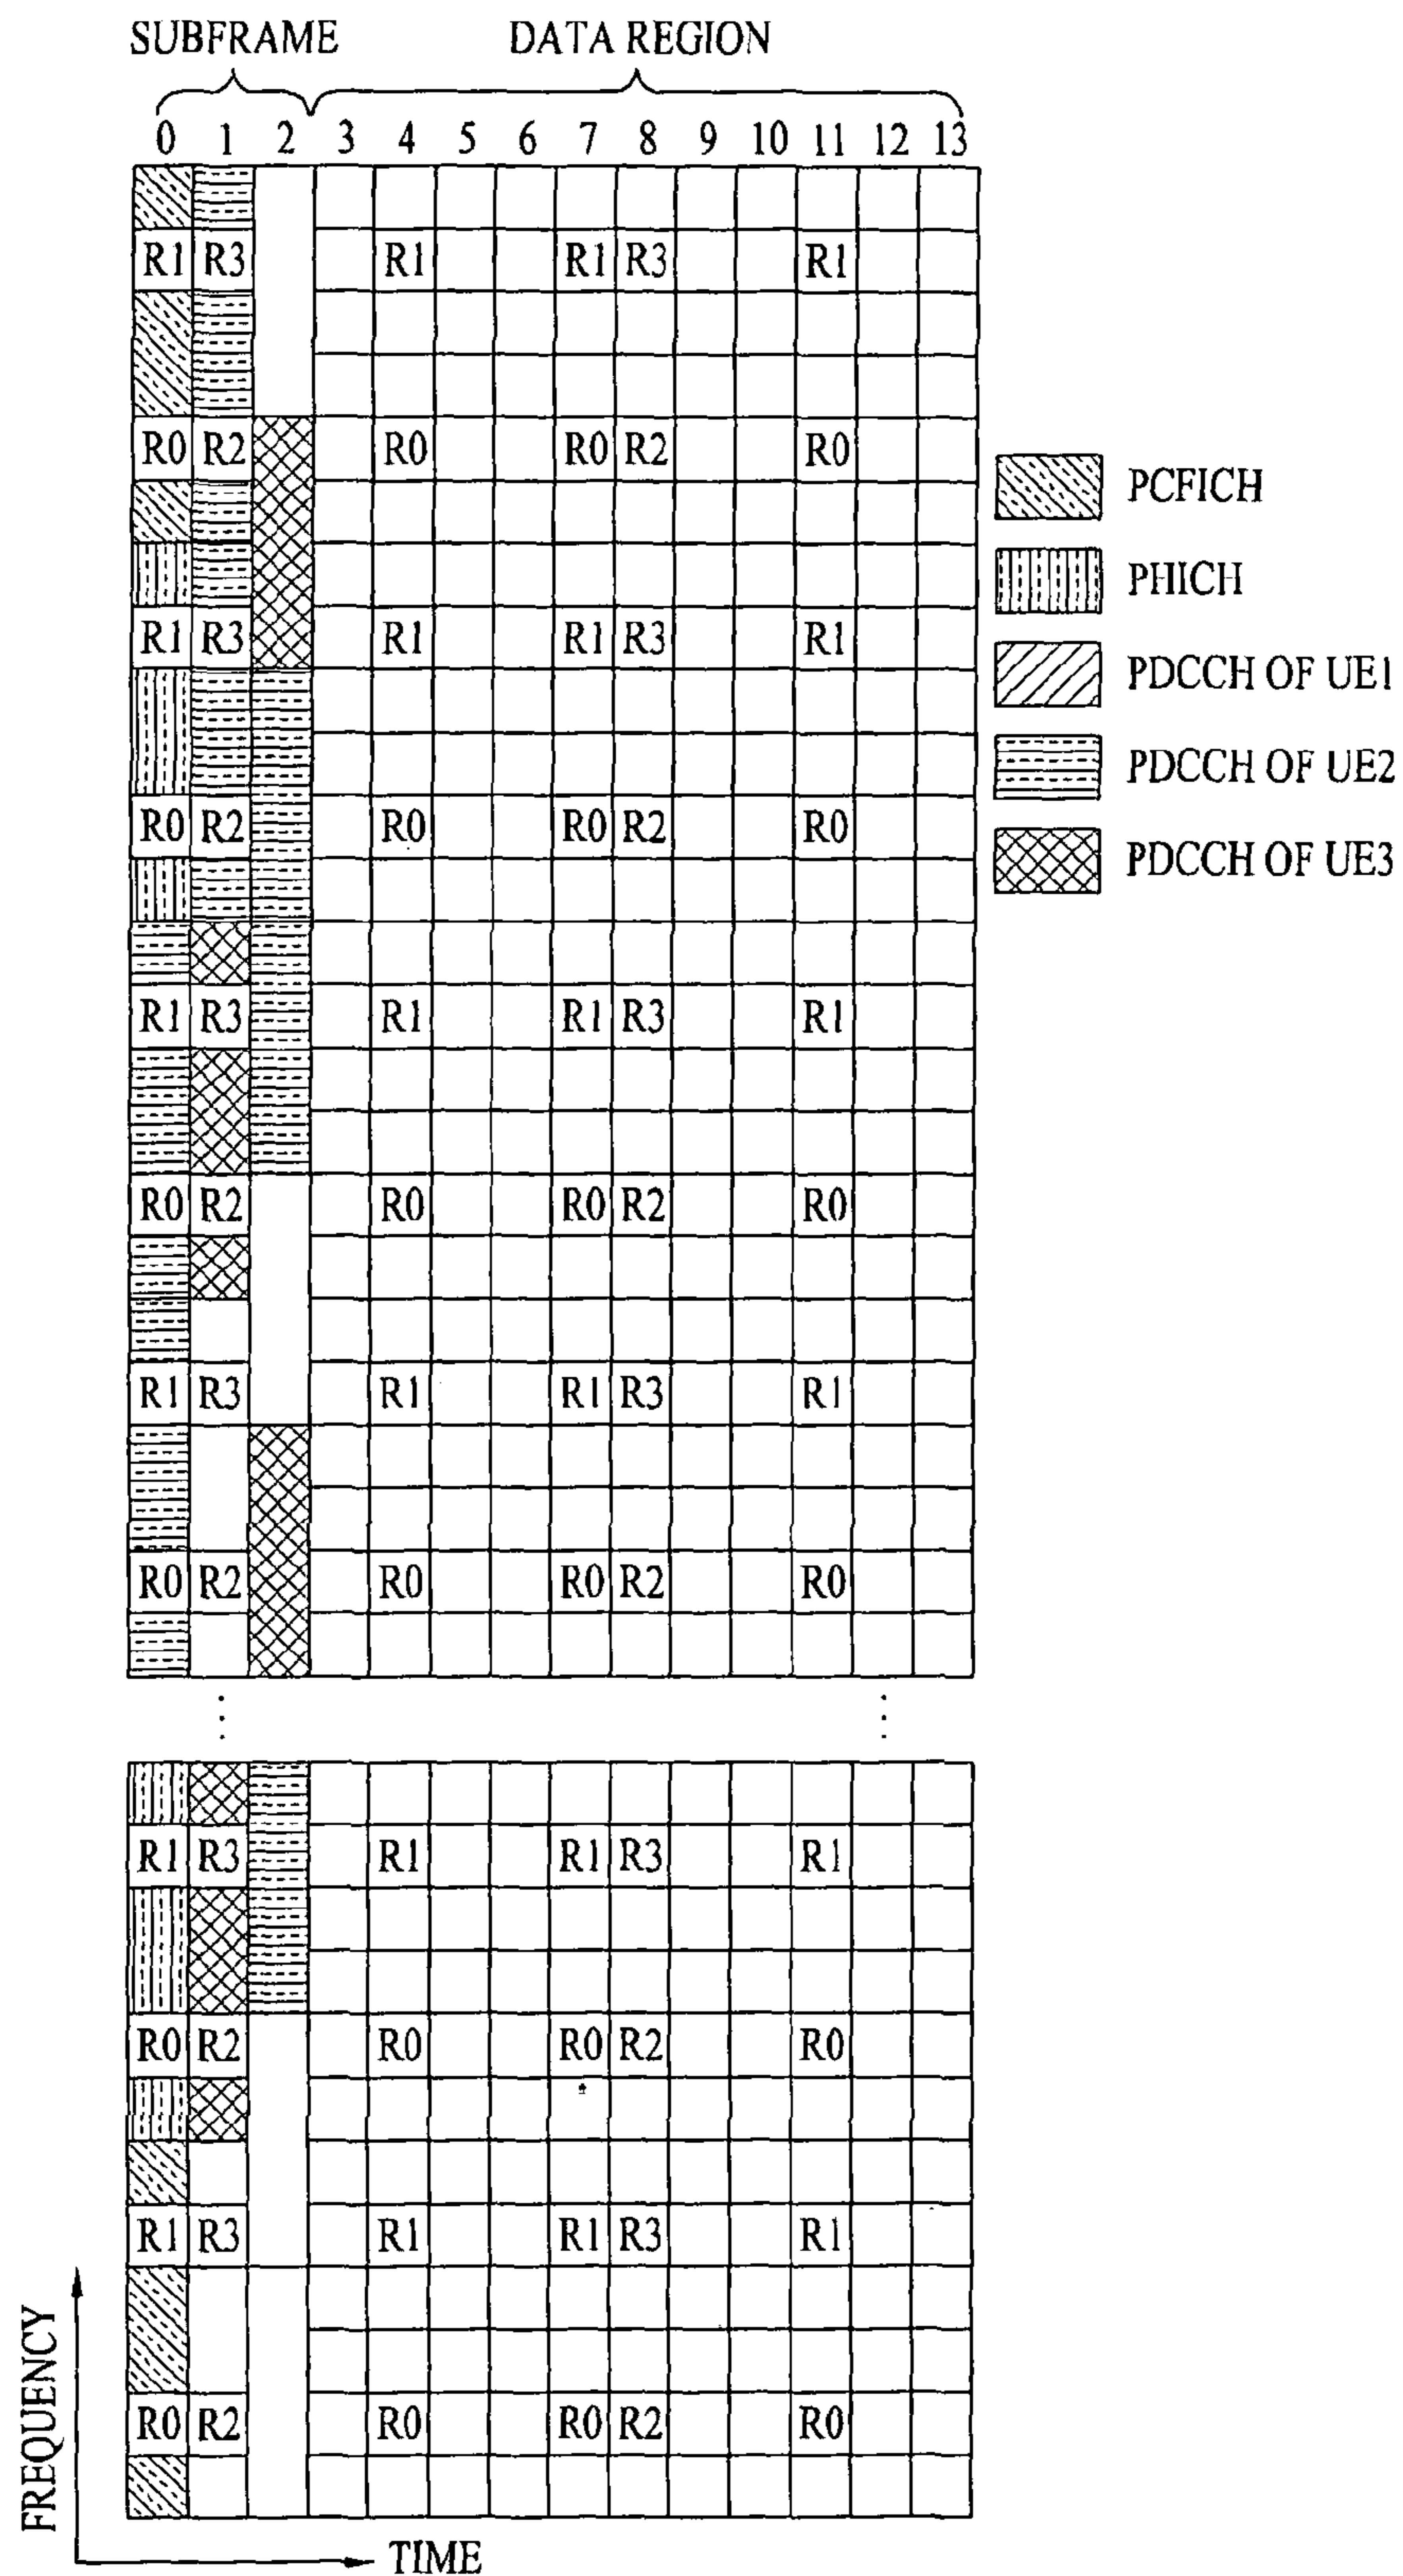 SUBFRAME DATA REGION
0 1 2 3 4 5 6 7 8 9 10 11 12 13
R1 R3 R1 R1 R3 R1
R0 R2 R0 R0 R2 R0
PCFICH
PHICH
R1 R3 R1 R1 R3 R1
PDCCH OF UE1
PDCCH OF UE2
R0 R2 R0 R0 R2 R0
PDCCH OF UE3
R1 R3 R1 R1 R3 R1
R0 R2 R0 R0 R2 R0
R1 R3 R1 R1 R3 R1
R0 R2 R0 R0 R2 R0
R1 R3 R1 R1 R3 R1
R0 R2 R0 R0 R2 R0
R1 R3 R1 R1 R3 R1
R0 R2 R0 R0 R2 R0
FREQUENCY
TIME